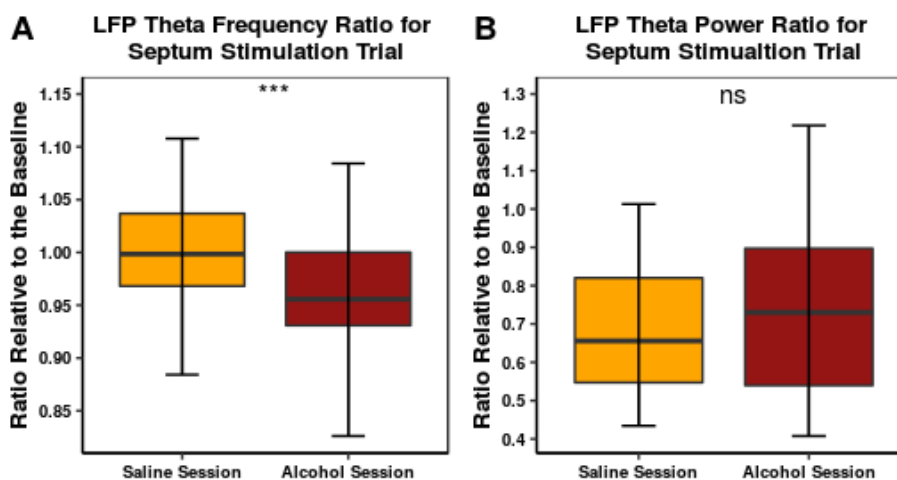 A
LFP Theta Frequency Ratio for
Septum Stimulation Trial
Ratio Relative to the Baseline
***
1.15
1.10
1.05
1.00
0.95
0.90
0.85
Saline Session
Alcohol Session
B
LFP Theta Power Ratio for
Septum Stimualtion Trial
Ratio Relative to the Baseline
ns
1.3
1.2
1.1
1.0
0.9
0.8
0.7
0.6
0.5
0.4
Saline Session
Alcohol Session